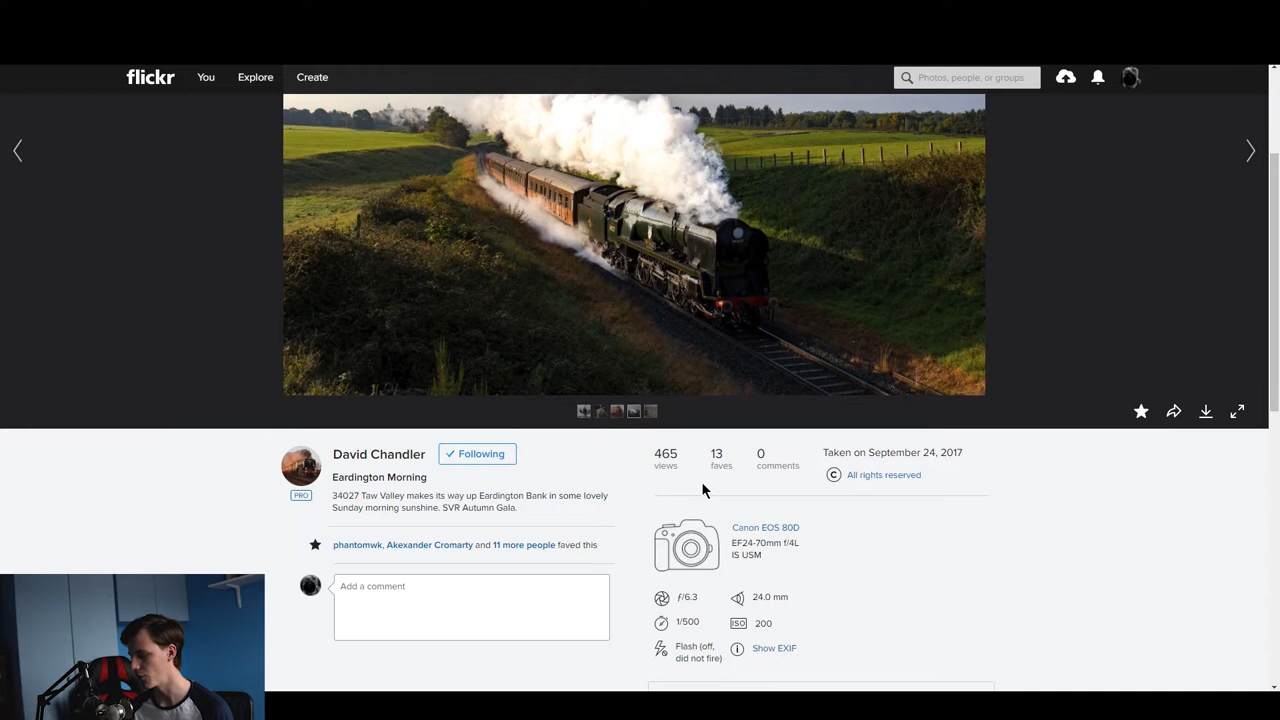 flickr You Explore Create
Photos, people, or groups
David Chandler Following
Eardington Morning
PRO
34027 Taw Valley makes its way up Eardington Bank in some lovely
Sunday morning sunshine. SVR Autumn Gala.
phantomwk, Akexander Cromarty and 11 more people faved this
Add a comment
465 13 0
views faves comments
Taken on September 24, 2017
All rights reserved
Canon EOS 80D
EF24-70mm f/4L
IS USM
ƒ/6.3 24.0 mm
1/500 ISO 200
Flash (off,
did not fire)
Show EXIF